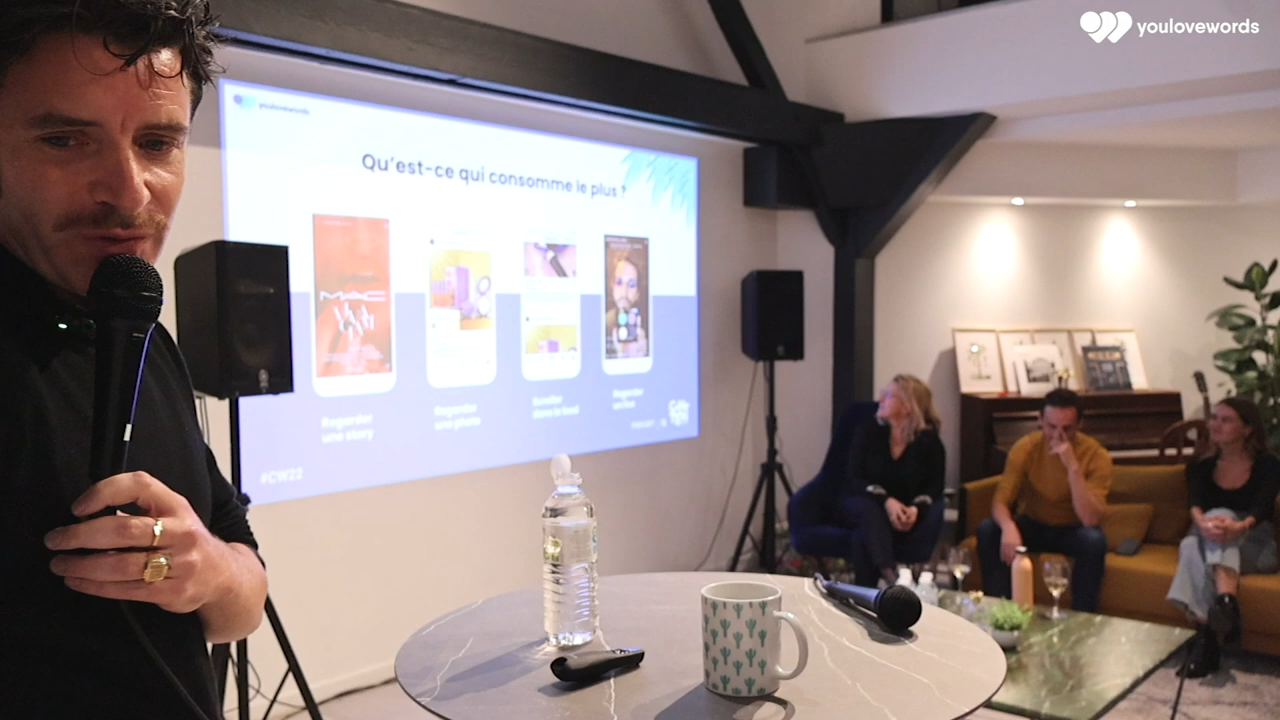 youlovewords
youlovewords
Qu'est-ce qui consomme le plus ?
MAC
Regarder
une story
Regarder
une photo
Scroller
dans le feed
Regarder
un live
#CW22